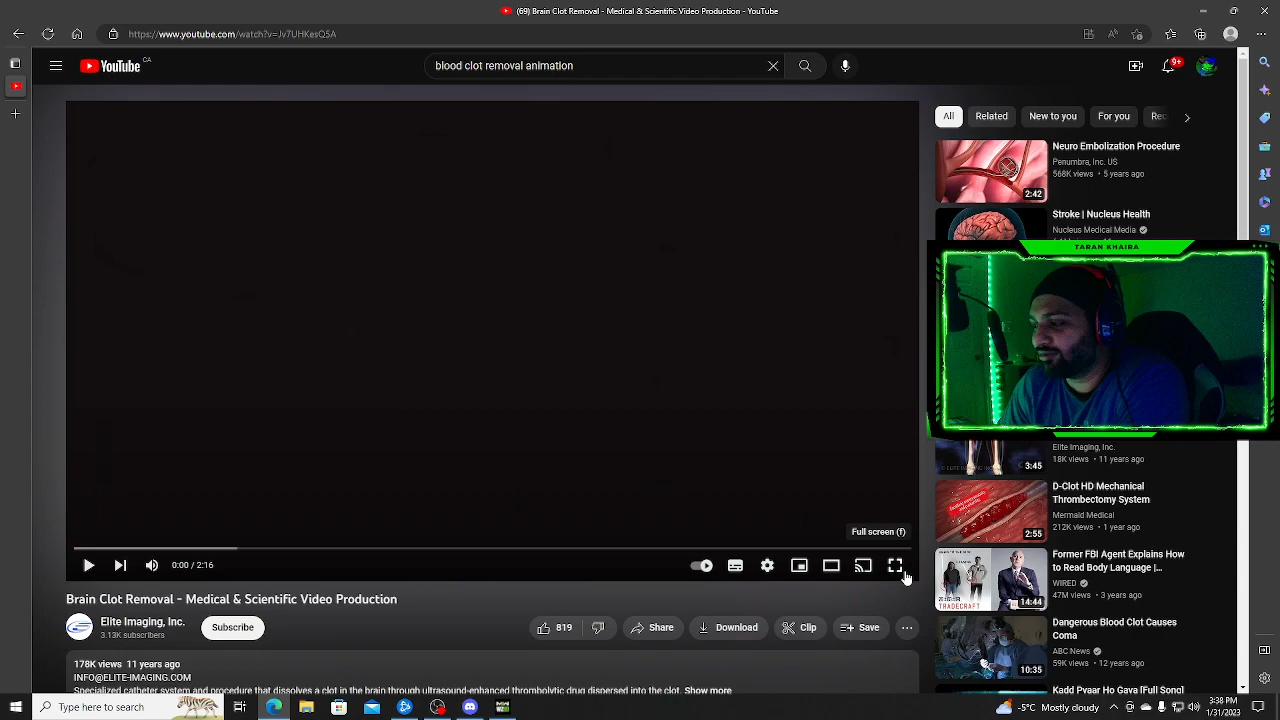 (69) Brain Clot Removal - Medical & Scientific Video Production - YouTube
https://www.youtube.com/watch?v=Jv7UHKesQ5A
YouTube CA
blood clot removal animation
9+
All
Related
New to you
For you
Rec
Neuro Embolization Procedure
Penumbra, Inc. US
568K views • 5 years ago
2:42
Stroke | Nucleus Health
Nucleus Medical Media
TARAN KHAIRA
Elite Imaging, Inc.
18K views • 11 years ago
3:45
D-Clot HD Mechanical
Thrombectomy System
Mermaid Medical
212K views • 1 year ago
2:55
Former FBI Agent Explains How
to Read Body Language |...
WIRED
47M views • 3 years ago
TRADECRAFT
14:44
Dangerous Blood Clot Causes
Coma
ABC News
59K views • 12 years ago
10:35
Kadd Prear Ho Gera (Full Song)
Full screen (f)
0:00 / 2:16
Brain Clot Removal - Medical & Scientific Video Production
Elite Imaging, Inc.
Subscribe
819
Share
Download
Clip
Save
178K views 11 years ago
INFO@ELITE-IMAGING.COM
Specialized catheter system and procedure that dissolves a clot in the brain through ultrasound-enhanced thrombolytic drug dispersed into the clot. Show more
Type here to search
5°C Mostly cloudy
3:38 PM
1/31/2023